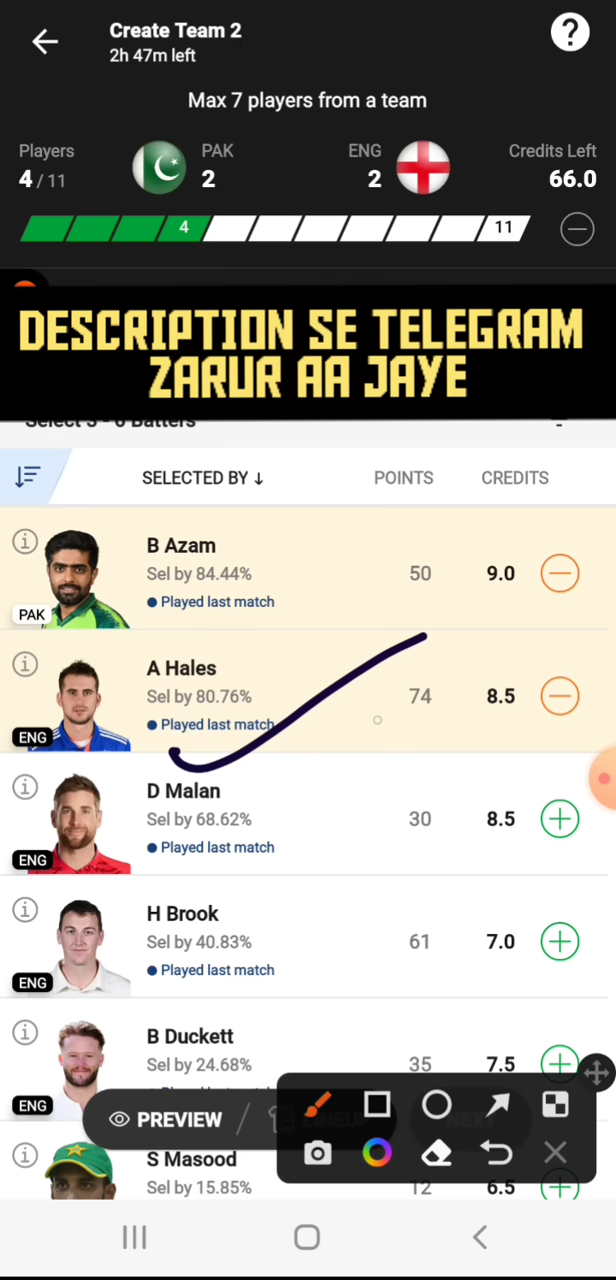 Create Team 2
2h 47m left
?
Max 7 players from a team
Players PAK ENG Credits Left
4 / 11 2 2 66.0
4 11
DESCRIPTION SE TELEGRAM
ZARUR AA JAYE
SELECTED BY ↓ POINTS CREDITS
B Azam
Sel by 84.44% 50 9.0
Played last match
PAK
A Hales
Sel by 80.76% 74 8.5
Played last match
ENG
D Malan
Sel by 68.62% 30 8.5
Played last match
ENG
H Brook
Sel by 40.83% 61 7.0
Played last match
ENG
B Duckett
Sel by 24.68% 35 7.5
ENG
PREVIEW
S Masood
Sel by 15.85% 12 6.5